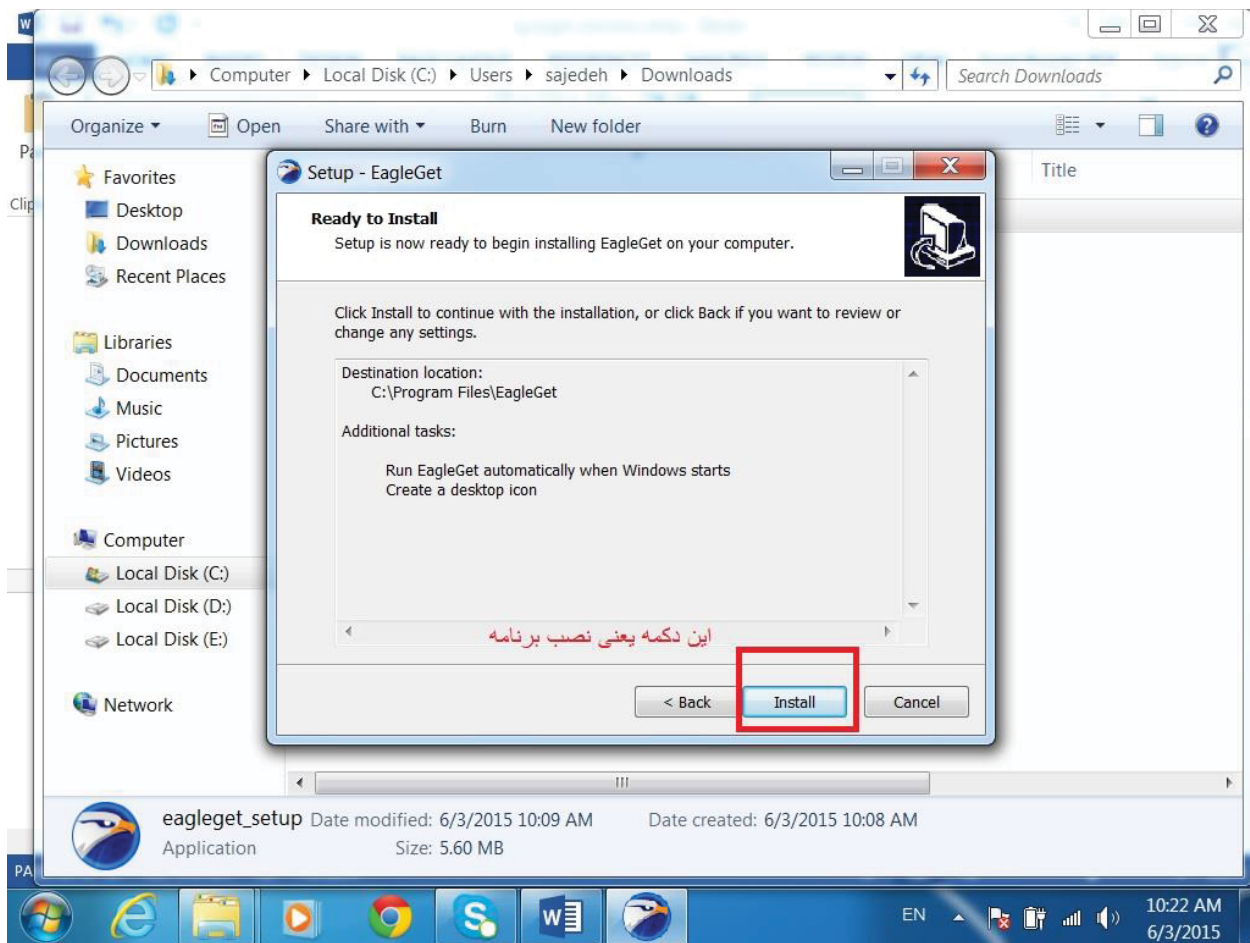 Computer ▸ Local Disk (C:) ▸ Users ▸ sajedeh ▸ Downloads
Search Downloads
Organize
Open
Share with
Burn
New folder
Clip
Title
Favorites
Desktop
Downloads
Recent Places
Libraries
Documents
Music
Pictures
Videos
Computer
Local Disk (C:)
Local Disk (D:)
Local Disk (E:)
Network
Setup - EagleGet
Ready to Install
Setup is now ready to begin installing EagleGet on your computer.
Click Install to continue with the installation, or click Back if you want to review or
change any settings.
Destination location:
C:\Program Files\EagleGet
Additional tasks:
Run EagleGet automatically when Windows starts
Create a desktop icon
این دکمه یعنی نصب برنامه
< Back
Install
Cancel
eagleget_setup Date modified: 6/3/2015 10:09 AM Date created: 6/3/2015 10:08 AM
Application Size: 5.60 MB
PA
EN
10:22 AM
6/3/2015